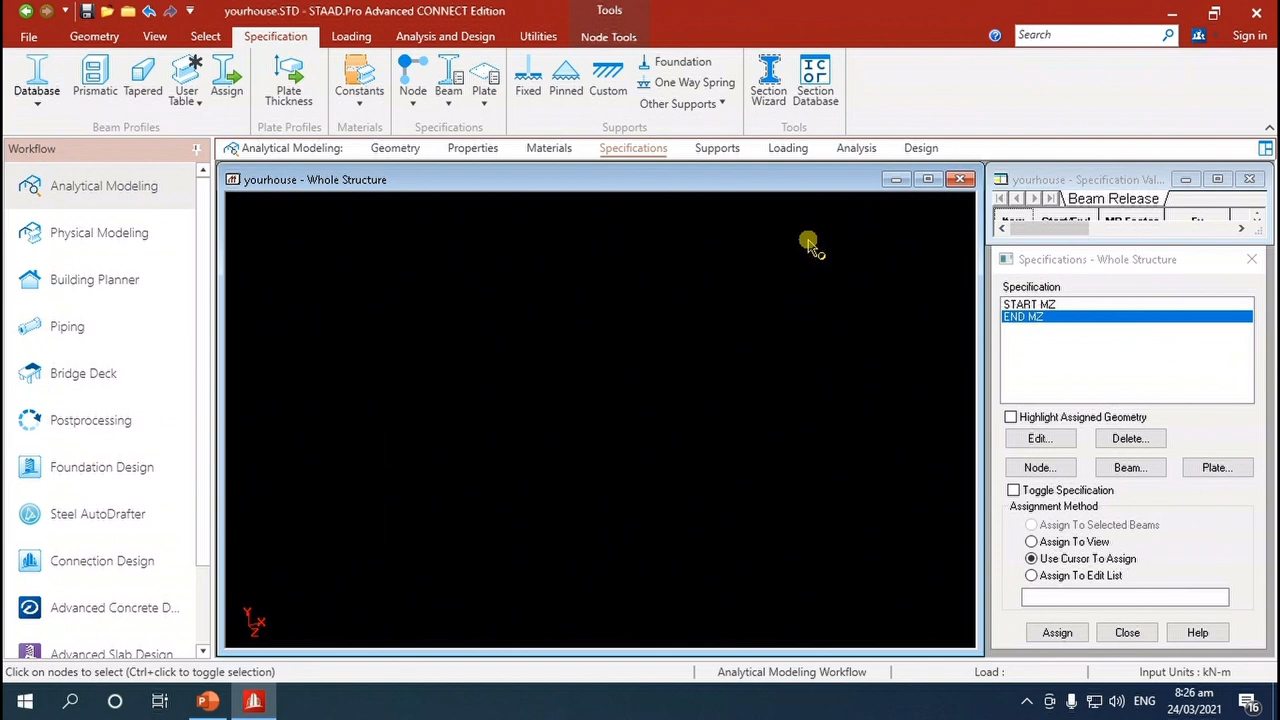 yourhouse.STD - STAAD.Pro Advanced CONNECT Edition
Tools
File
Geometry
View
Select
Specification
Loading
Analysis and Design
Utilities
Node Tools
Search
Sign in
Database
Prismatic
Tapered
User Table
Assign
Beam Profiles
Plate Thickness
Plate Profiles
Constants
Materials
Node
Beam
Plate
Specifications
Fixed
Pinned
Custom
Foundation
One Way Spring
Other Supports
Supports
Section Wizard
Section Database
Tools
Workflow
Analytical Modeling:
Geometry
Properties
Materials
Specifications
Supports
Loading
Analysis
Design
Analytical Modeling
Physical Modeling
Building Planner
Piping
Bridge Deck
Postprocessing
Foundation Design
Steel AutoDrafter
Connection Design
Advanced Concrete D...
Advanced Slab Design
yourhouse - Whole Structure
Y
X
Z
yourhouse - Specification Val...
Beam Release
Specifications - Whole Structure
Specification
START MZ
END MZ
Highlight Assigned Geometry
Edit...
Delete...
Node...
Beam...
Plate...
Toggle Specification
Assignment Method
Assign To Selected Beams
Assign To View
Use Cursor To Assign
Assign To Edit List
Assign
Close
Help
Click on nodes to select (Ctrl+click to toggle selection)
Analytical Modeling Workflow
Load :
Input Units : kN-m
ENG
8:26 am
24/03/2021
16